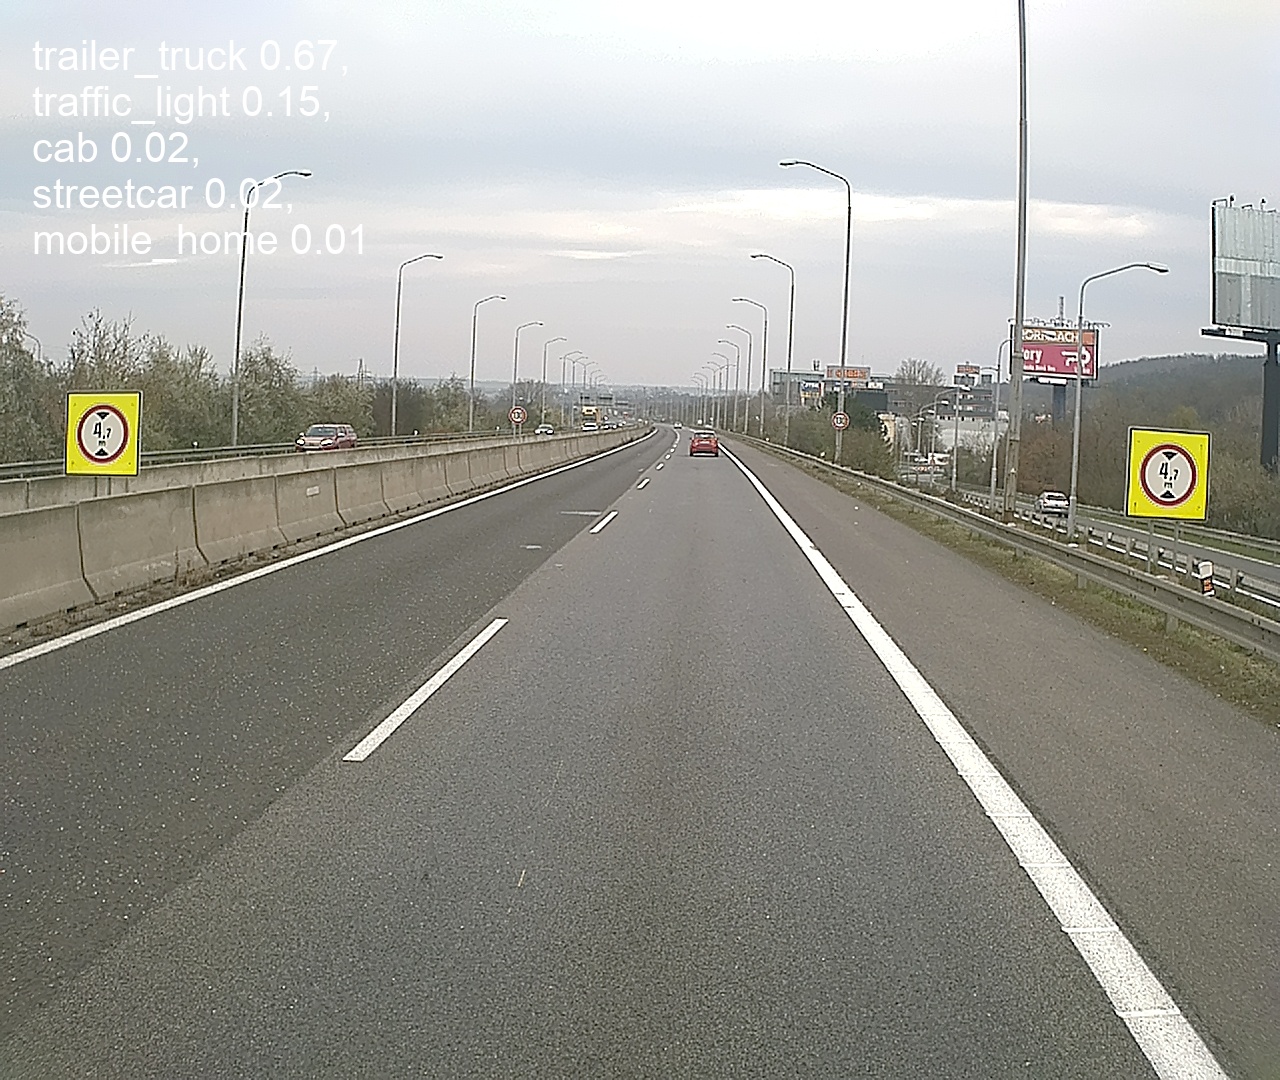 trailer_truck 0.67,
traffic_light 0.15,
cab 0.02,
streetcar 0.02,
mobile_home 0.01
4,7
m
4,7
m
HORNBACH